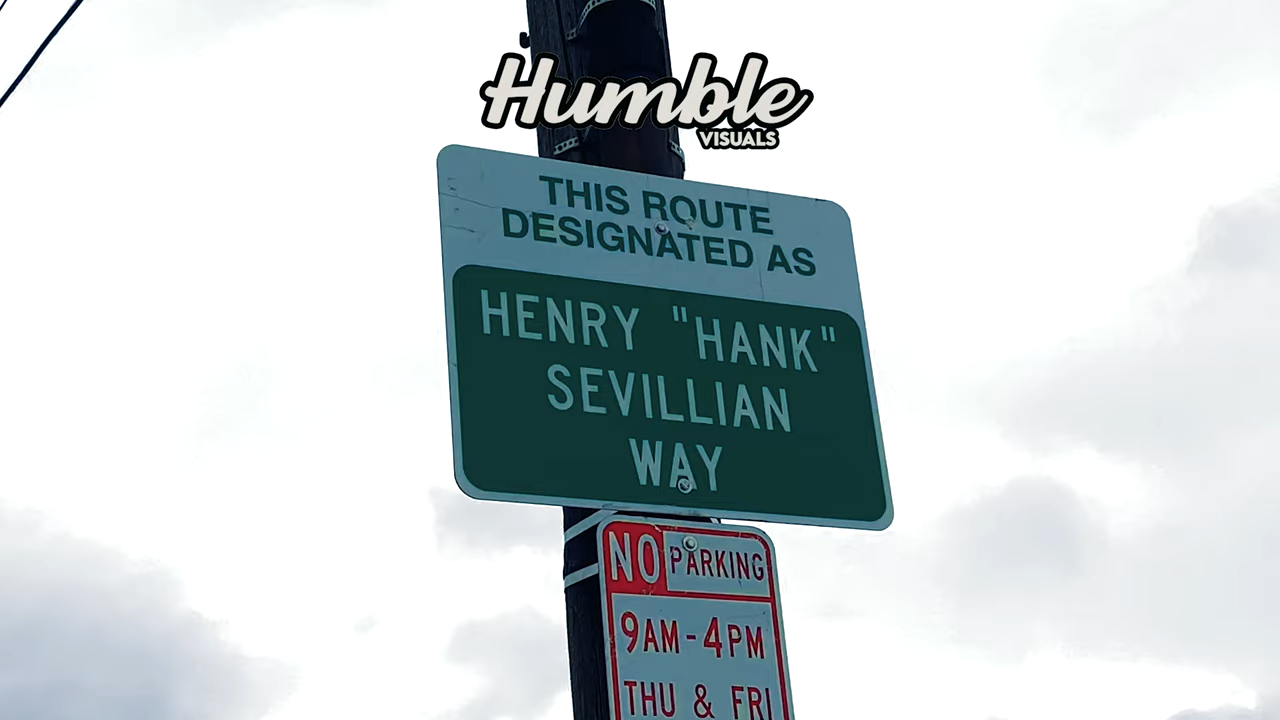 Humble
VISUALS
THIS ROUTE
DESIGNATED AS
HENRY "HANK"
SEVILLIAN
WAY
NO PARKING
9AM-4PM
THU & FRI